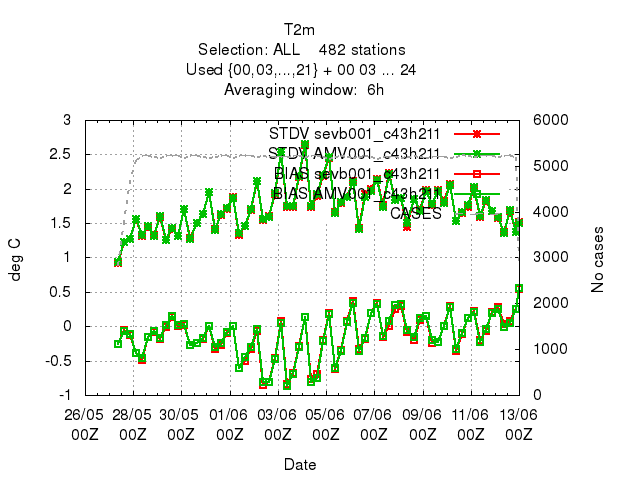 T2m
Selection: ALL 482 stations
Used {00,03,...,21} + 00 03 ... 24
Averaging window: 6h
3
2.5
2
1.5
1
0.5
0
-0.5
-1
deg C
STDV sevb001_c43h211
STDV AMV001_c43h211
BIAS sevb001_c43h211
BIAS AMV001_c43h211
CASES
6000
5000
4000
3000
2000
1000
0
No cases
26/05 28/05 30/05 01/06 03/06 05/06 07/06 09/06 11/06 13/06
00Z 00Z 00Z 00Z 00Z 00Z 00Z 00Z 00Z 00Z
Date